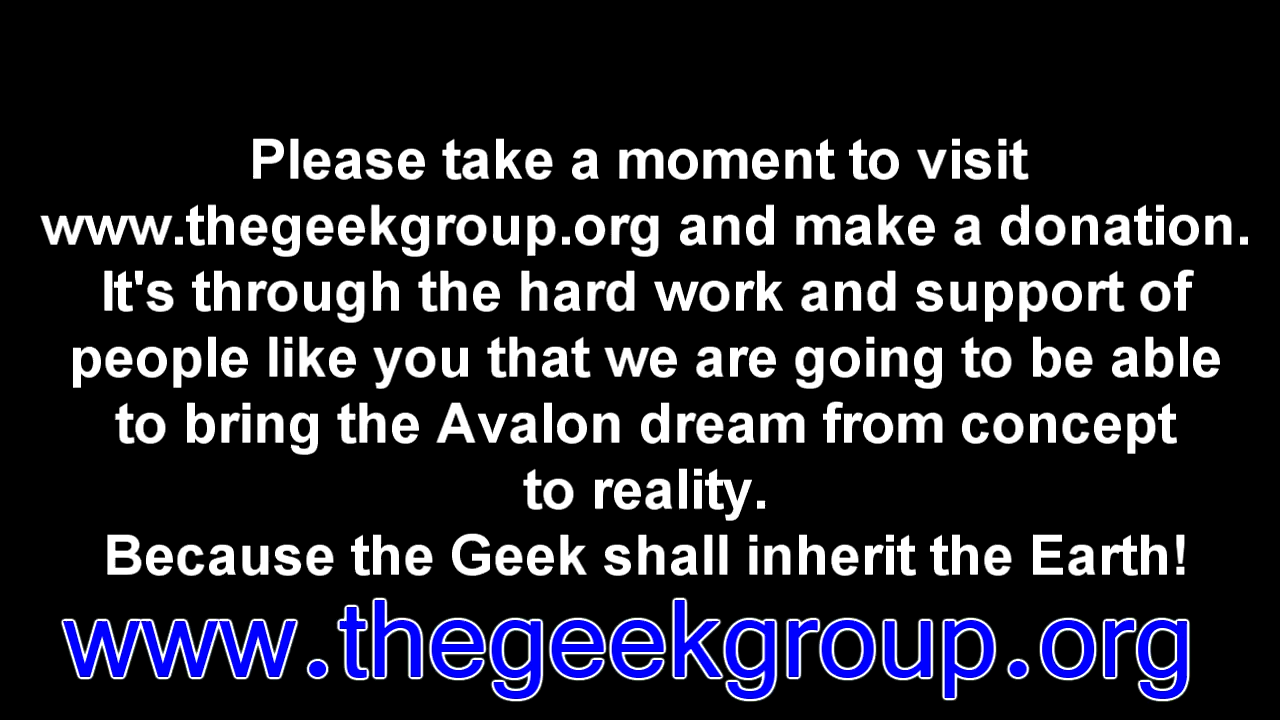 Please take a moment to visit
www.thegeekgroup.org and make a donation.
It's through the hard work and support of
people like you that we are going to be able
to bring the Avalon dream from concept
to reality.
Because the Geek shall inherit the Earth!
www.thegeekgroup.org